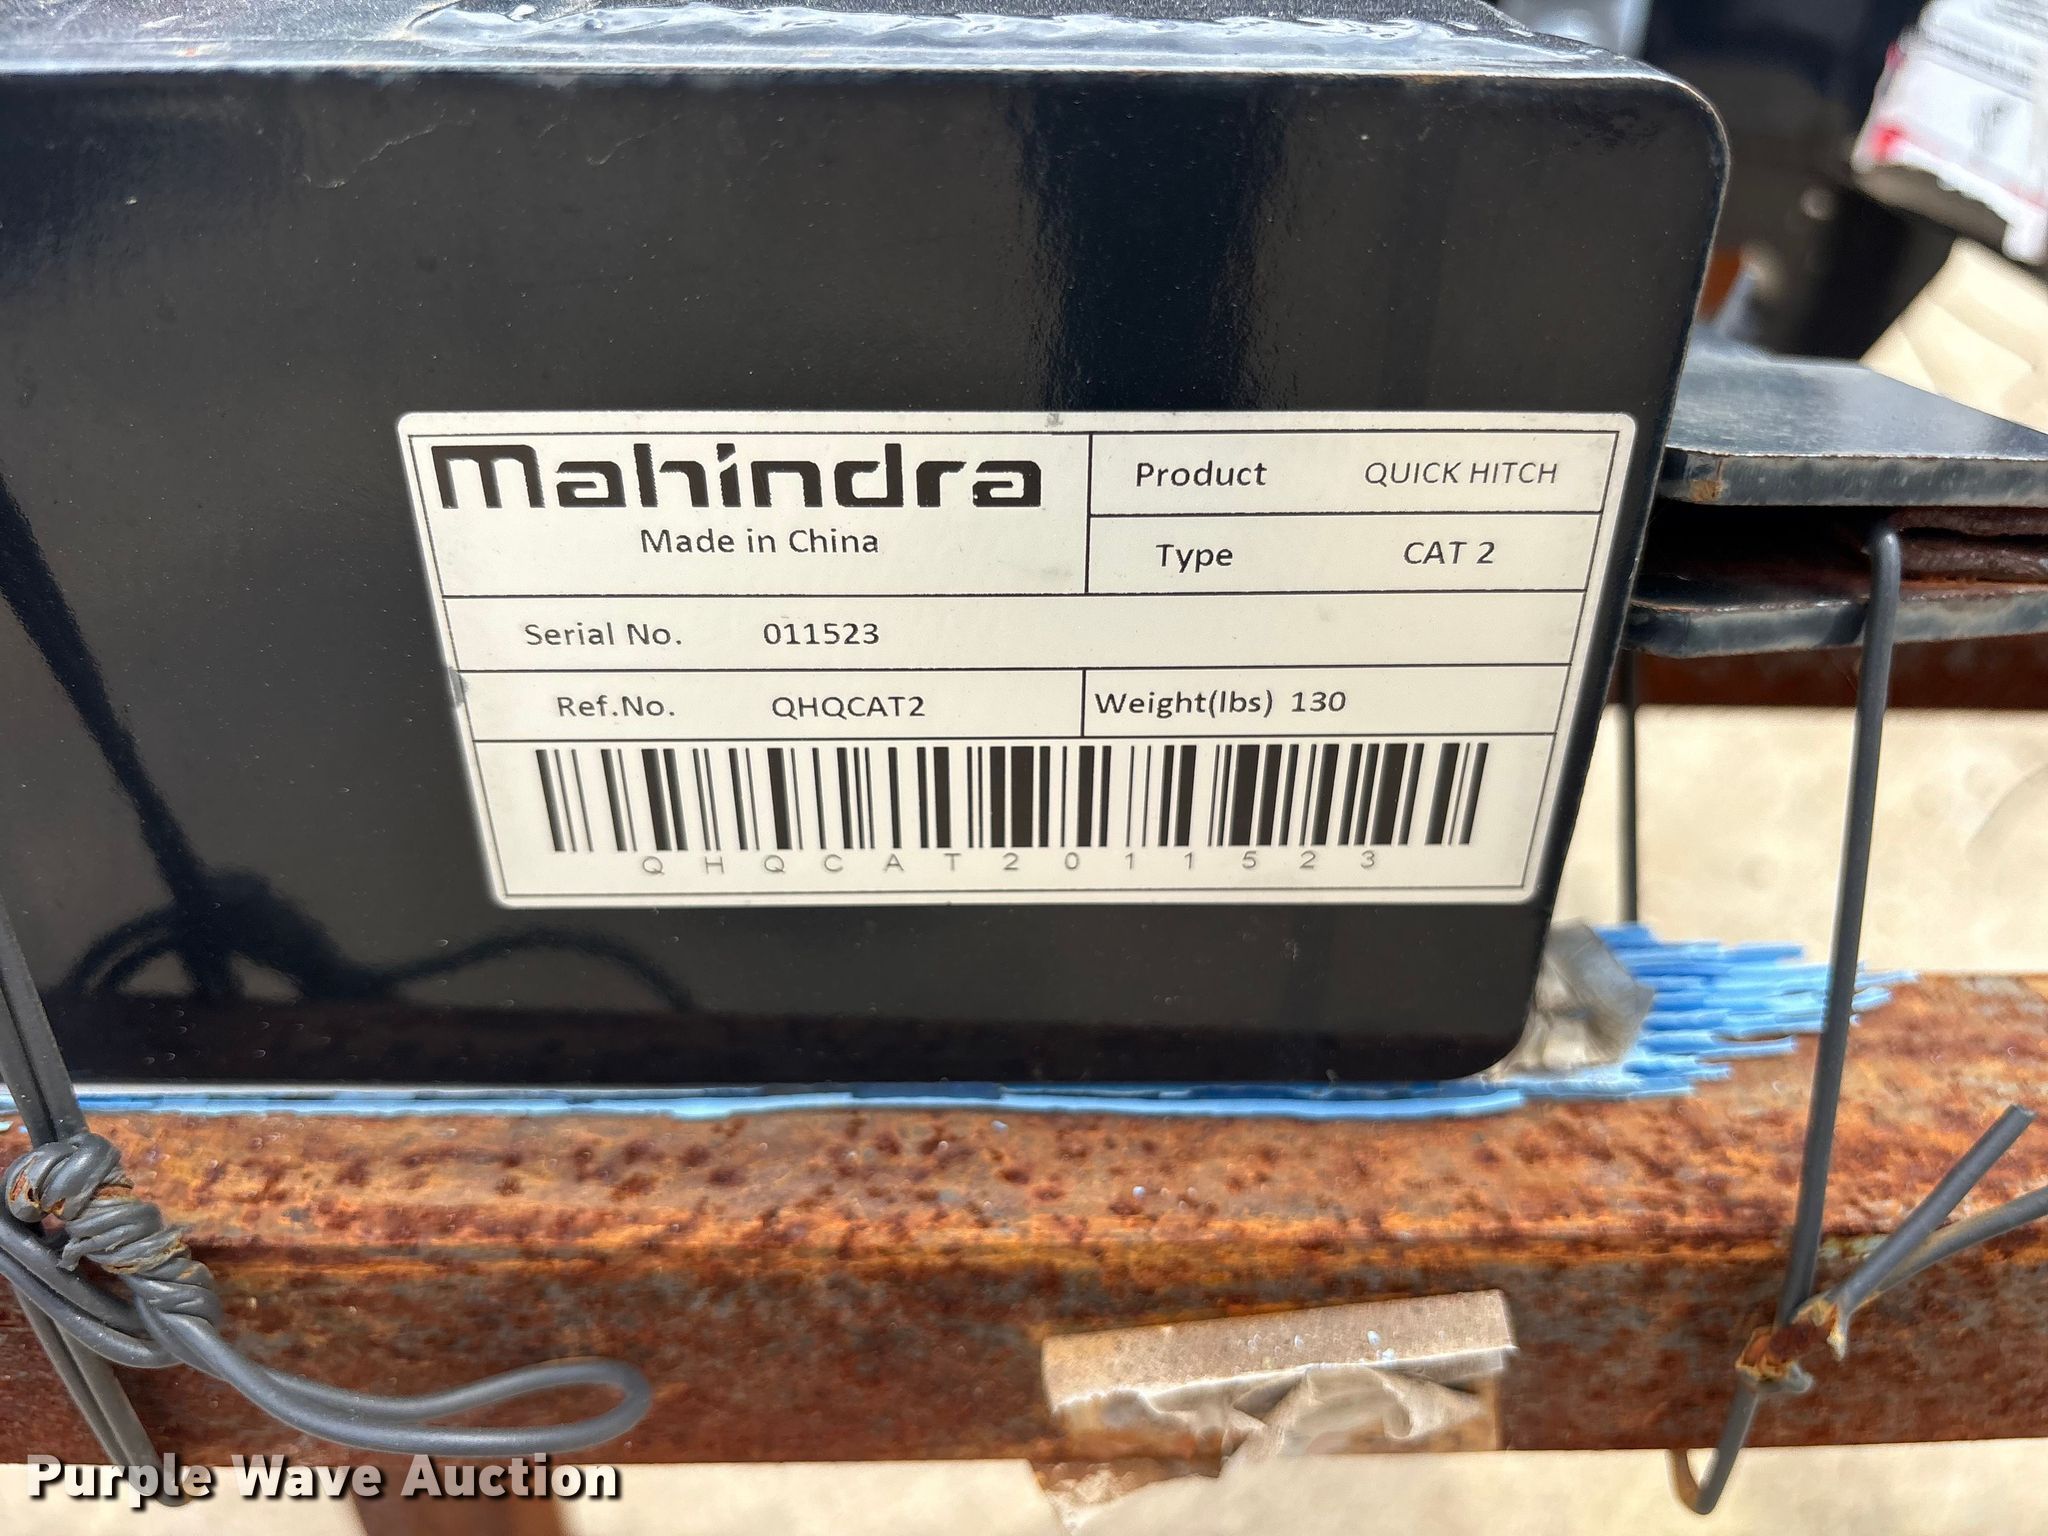 mahindra
Made in China
Product QUICK HITCH
Type CAT 2
Serial No. 011523
Ref.No. QHQCAT2
Weight(lbs) 130
QHQCAT2011523
Purple Wave Auction